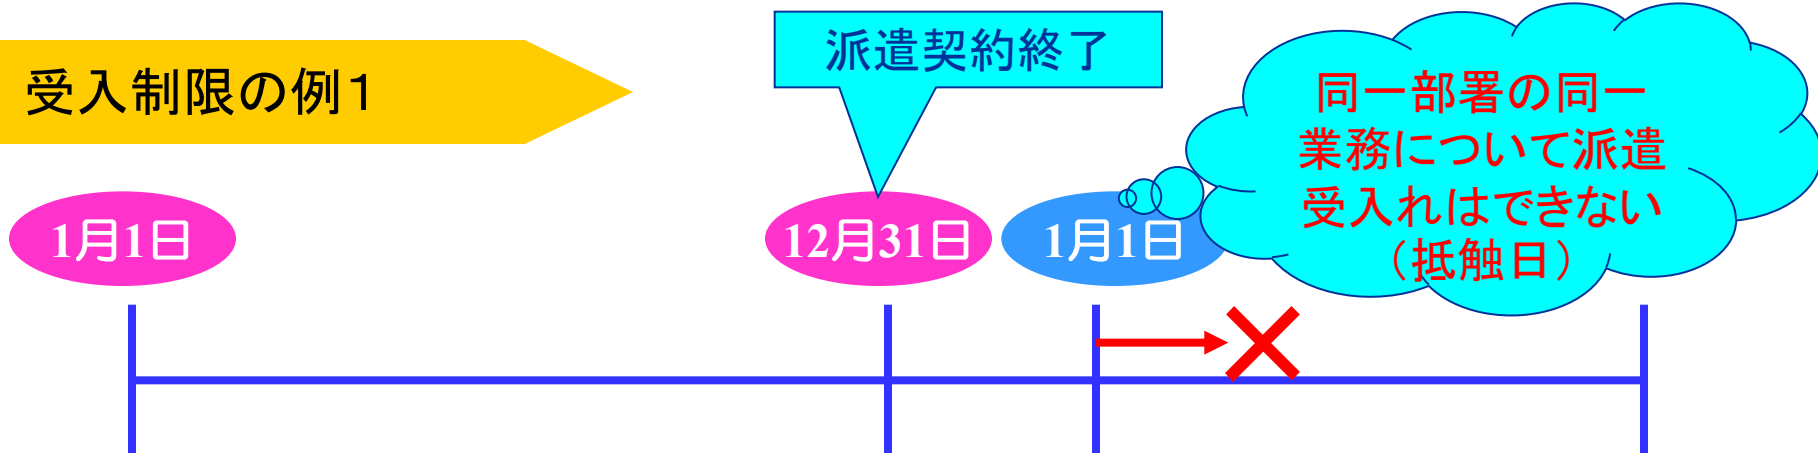 派遣契約終了
受入制限の例１
同一部署の同一
業務について派遣
受入れはできない
（抵触日）
1月1日
12月31日
1月1日